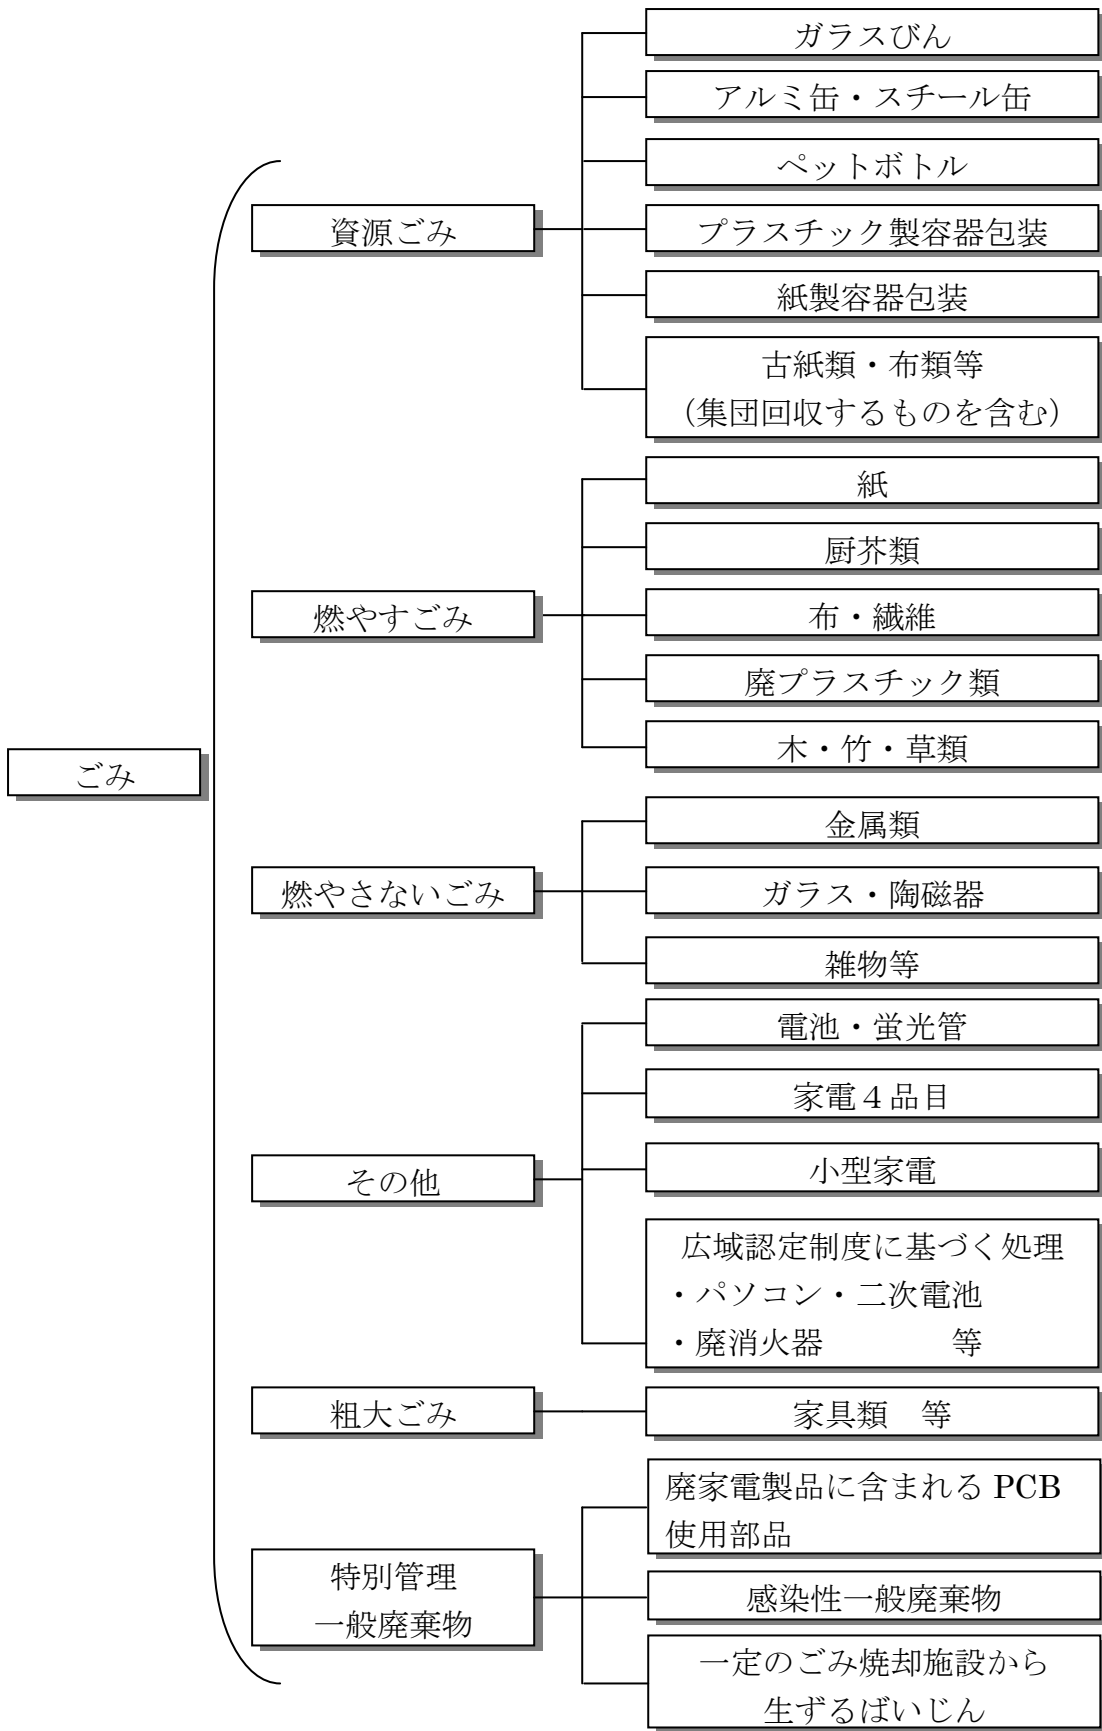 ごみ
資源ごみ
ガラスびん
アルミ缶・スチール缶
ペットボトル
プラスチック製容器包装
紙製容器包装
古紙類・布類等
（集団回収するものを含む）
燃やすごみ
紙
厨芥類
布・繊維
廃プラスチック類
木・竹・草類
燃やさないごみ
金属類
ガラス・陶磁器
雑物等
その他
電池・蛍光管
家電４品目
小型家電
広域認定制度に基づく処理
・パソコン・二次電池
・廃消火器　　　　等
粗大ごみ
家具類　等
特別管理
一般廃棄物
廃家電製品に含まれる PCB
使用部品
感染性一般廃棄物
一定のごみ焼却施設から
生ずるばいじん